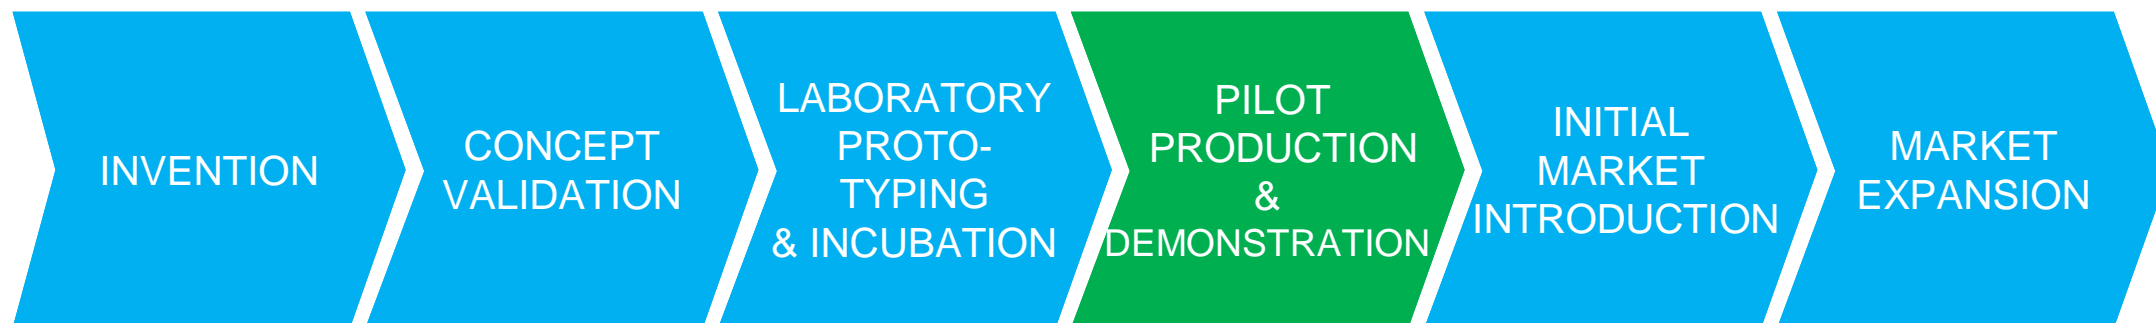 INVENTION
CONCEPT
VALIDATION
LABORATORY
PROTO-
TYPING
& INCUBATION
PILOT
PRODUCTION
&
DEMONSTRATION
INITIAL
MARKET
INTRODUCTION
MARKET
EXPANSION